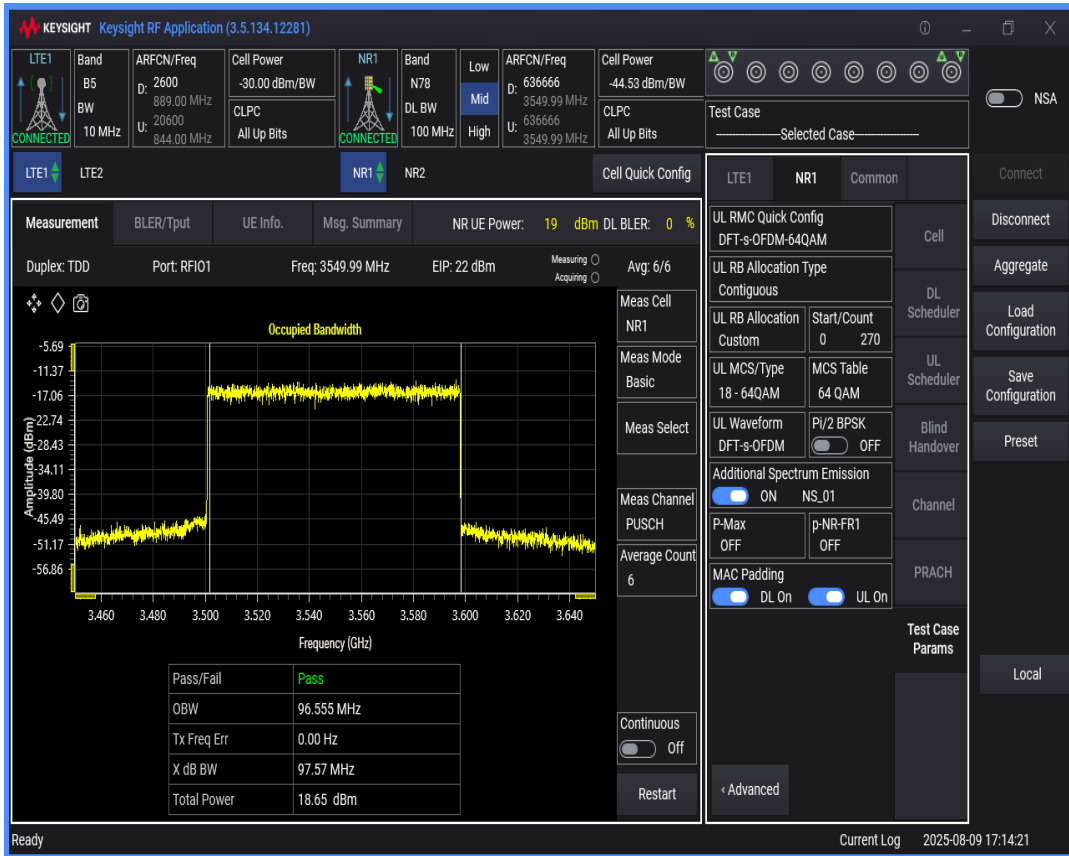 KEYSIGHT Keysight RF Application (3.5.134.12281)
LTE1 Band ARFCN/Freq Cell Power NR1 Band Low ARFCN/Freq Cell Power
B5 D: 2600 -30.00 dBm/BW N78 D: 636666 -44.53 dBm/BW
889.00 MHz Mid 3549.99 MHz
BW U: 20600 CLPC DL BW U: 636666 CLPC
CONNECTED 10 MHz 844.00 MHz All Up Bits CONNECTED 100 MHz High 3549.99 MHz All Up Bits
A B A B
Test Case
----------------------Selected Case----------------------
NSA
LTE1 LTE2 NR1 NR2 Cell Quick Config
Measurement BLER/Tput UE Info. Msg. Summary NR UE Power: 19 dBm DL BLER: 0 %
Duplex: TDD Port: RFIO1 Freq: 3549.99 MHz EIP: 22 dBm Measuring Avg: 6/6
Acquiring
Occupied Bandwidth
Amplitude (dBm)
-5.69
-11.37
-17.06
-22.74
-28.43
-34.11
-39.80
-45.49
-51.17
-56.86
3.460 3.480 3.500 3.520 3.540 3.560 3.580 3.600 3.620 3.640
Frequency (GHz)
Pass/Fail Pass
OBW 96.555 MHz
Tx Freq Err 0.00 Hz
X dB BW 97.57 MHz
Total Power 18.65 dBm
Meas Cell
NR1
Meas Mode
Basic
Meas Select
Meas Channel
PUSCH
Average Count
6
Continuous
Off
Restart
LTE1 NR1 Common
UL RMC Quick Config
DFT-s-OFDM-64QAM
UL RB Allocation Type
Contiguous
UL RB Allocation Start/Count
Custom 0 270
UL MCS/Type MCS Table
18 - 64QAM 64 QAM
UL Waveform Pi/2 BPSK
DFT-s-OFDM OFF
Additional Spectrum Emission
ON NS_01
P-Max p-NR-FR1
OFF OFF
MAC Padding
DL On UL On
‹ Advanced
Cell
DL
Scheduler
UL
Scheduler
Blind
Handover
Channel
PRACH
Test Case
Params
Connect
Disconnect
Aggregate
Load
Configuration
Save
Configuration
Preset
Local
Ready Current Log 2025-08-09 17:14:21